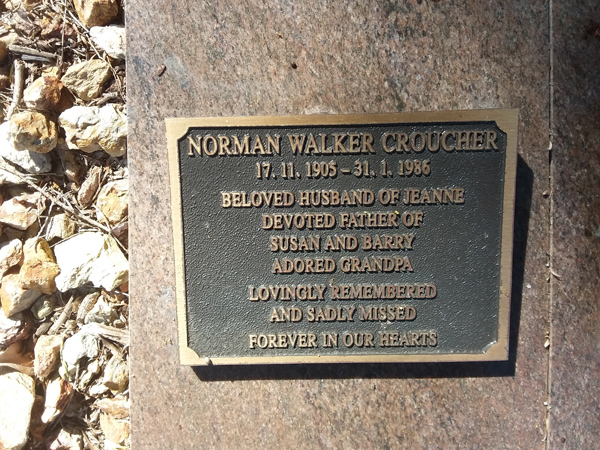 NORMAN WALKER CROUCHER
17. 11. 1905 – 31. 1. 1986
BELOVED HUSBAND OF JEANNE
DEVOTED FATHER OF
SUSAN AND BARRY
ADORED GRANDPA
LOVINGLY REMEMBERED
AND SADLY MISSED
FOREVER IN OUR HEARTS